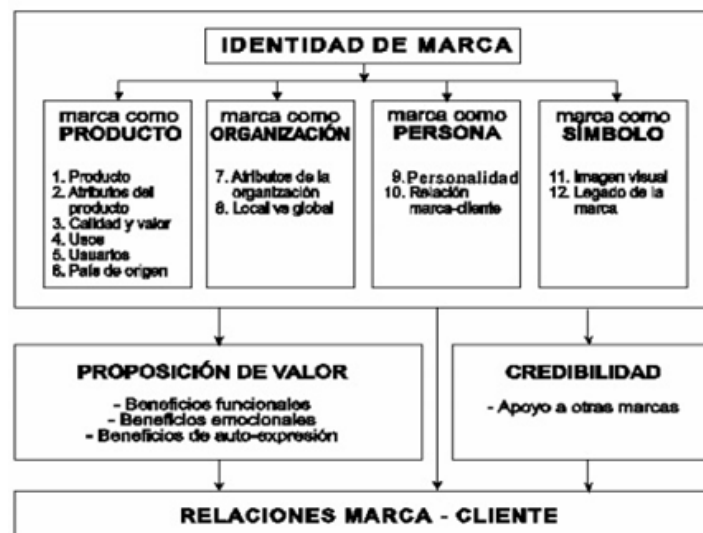 IDENTIDAD DE MARCA
marca como
PRODUCTO
1. Producto
2. Atributos del
producto
3. Calidad y valor
4. Usos
5. Usuarios
6. País de origen
marca como
ORGANIZACIÓN
7. Atributos de la
organización
8. Local vs global
marca como
PERSONA
9. Personalidad
10. Relación
marca-cliente
marca como
SÍMBOLO
11. Imagen visual
12. Legado de la
marca
PROPOSICIÓN DE VALOR
- Beneficios funcionales
- Beneficios emocionales
- Beneficios de auto-expresión
CREDIBILIDAD
- Apoyo a otras marcas
RELACIONES MARCA - CLIENTE